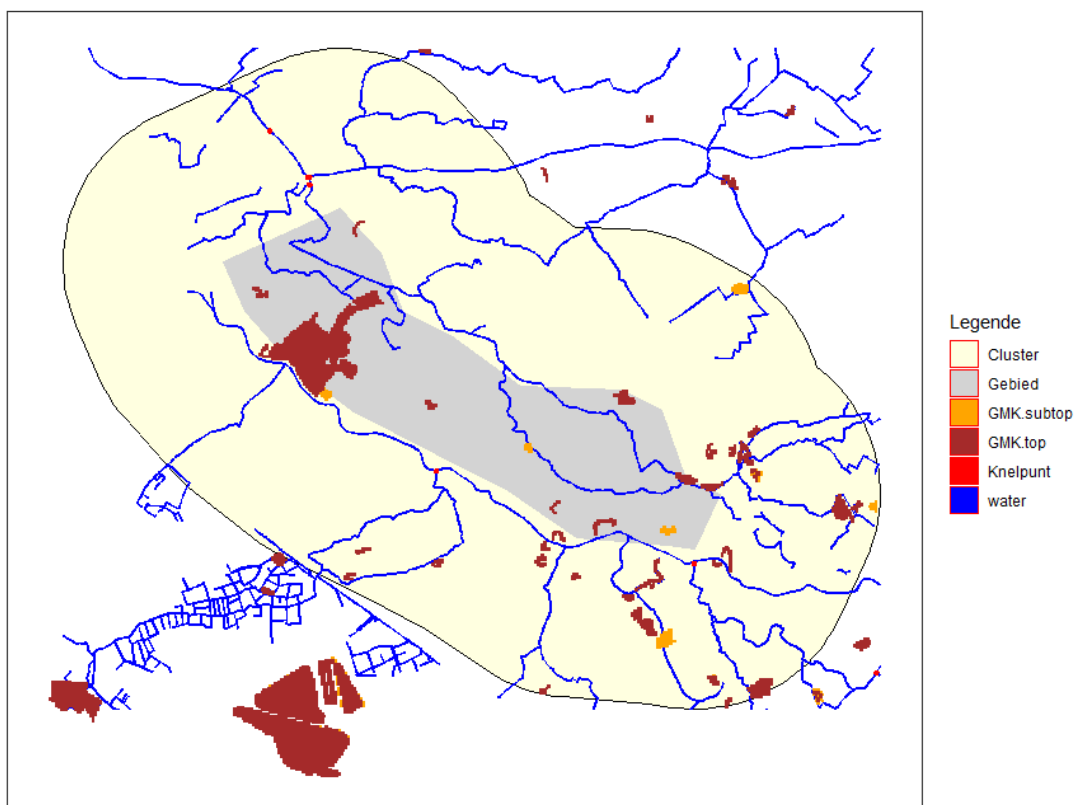 Legende
Cluster
Gebied
GMK.subtop
GMK.top
Knelpunt
water